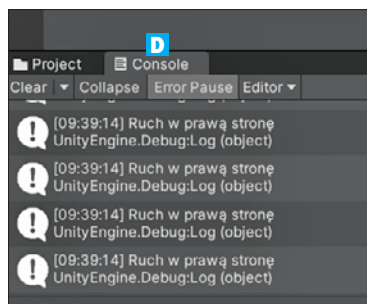 D
Project Console
Clear Collapse Error Pause Editor
[09:39:14] Ruch w prawą stronę
UnityEngine.Debug:Log (object)
[09:39:14] Ruch w prawą stronę
UnityEngine.Debug:Log (object)
[09:39:14] Ruch w prawą stronę
UnityEngine.Debug:Log (object)
[09:39:14] Ruch w prawą stronę
UnityEngine.Debug:Log (object)